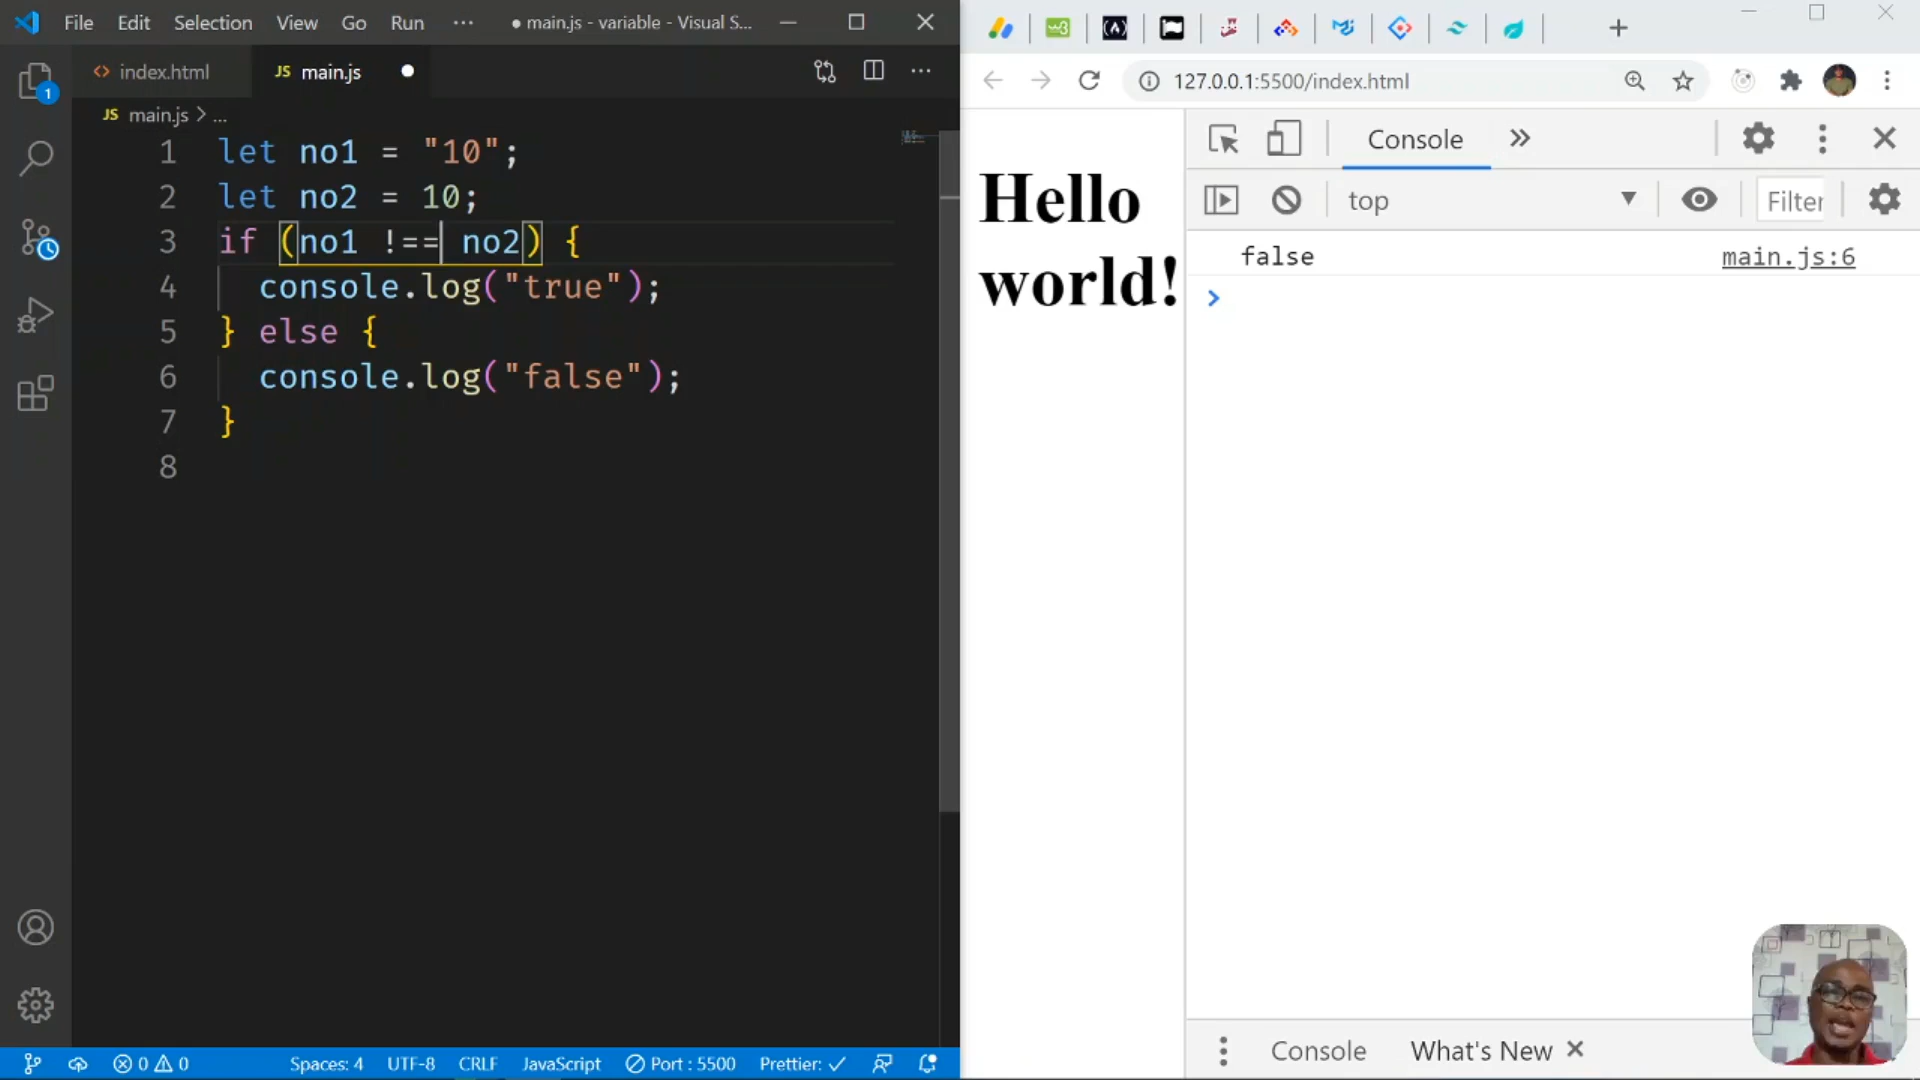 File Edit Selection View Go Run ··· ● main.js - variable - Visual S...
index.html JS main.js
1
JS main.js > ...
1 let no1 = "10";
2 let no2 = 10;
3 if (no1 !== no2) {
4 console.log("true");
5 } else {
6 console.log("false");
7 }
8
0 0 Spaces: 4 UTF-8 CRLF JavaScript Port : 5500 Prettier: ✓
127.0.0.1:5500/index.html
Hello
world!
Console
top Filter
false main.js:6
Console What's New